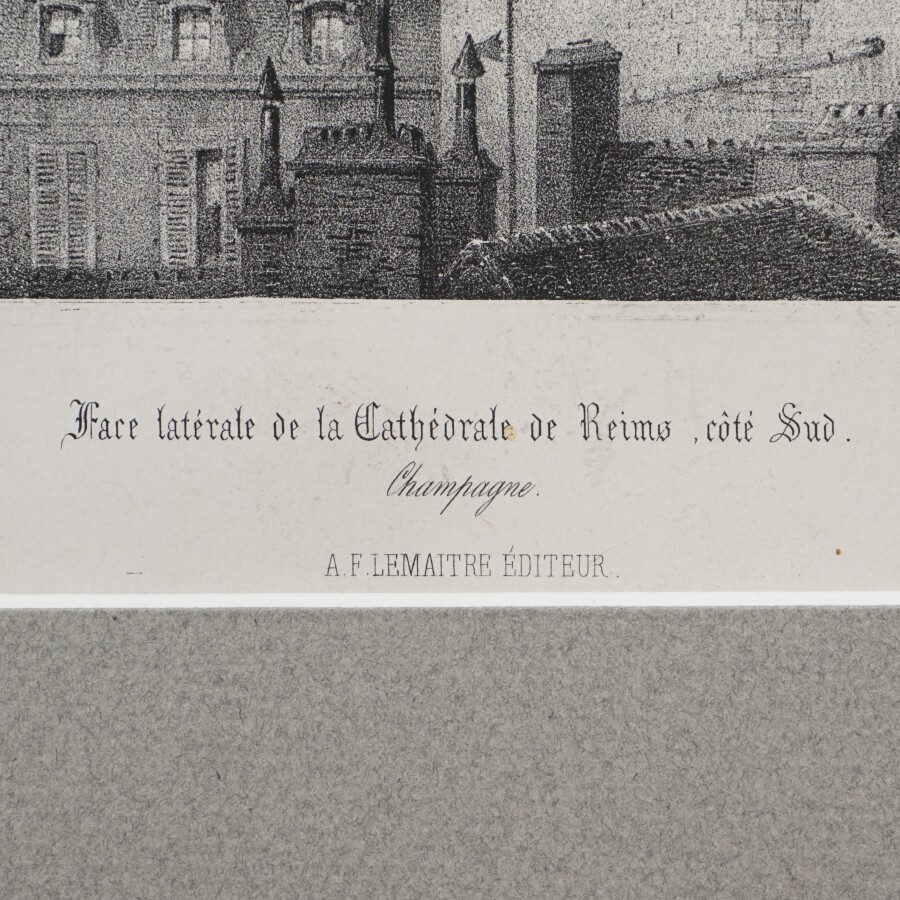 Face latérale de la Cathédrale de Reims , côté Sud .
Champagne.
A. F. LEMAITRE ÉDITEUR .